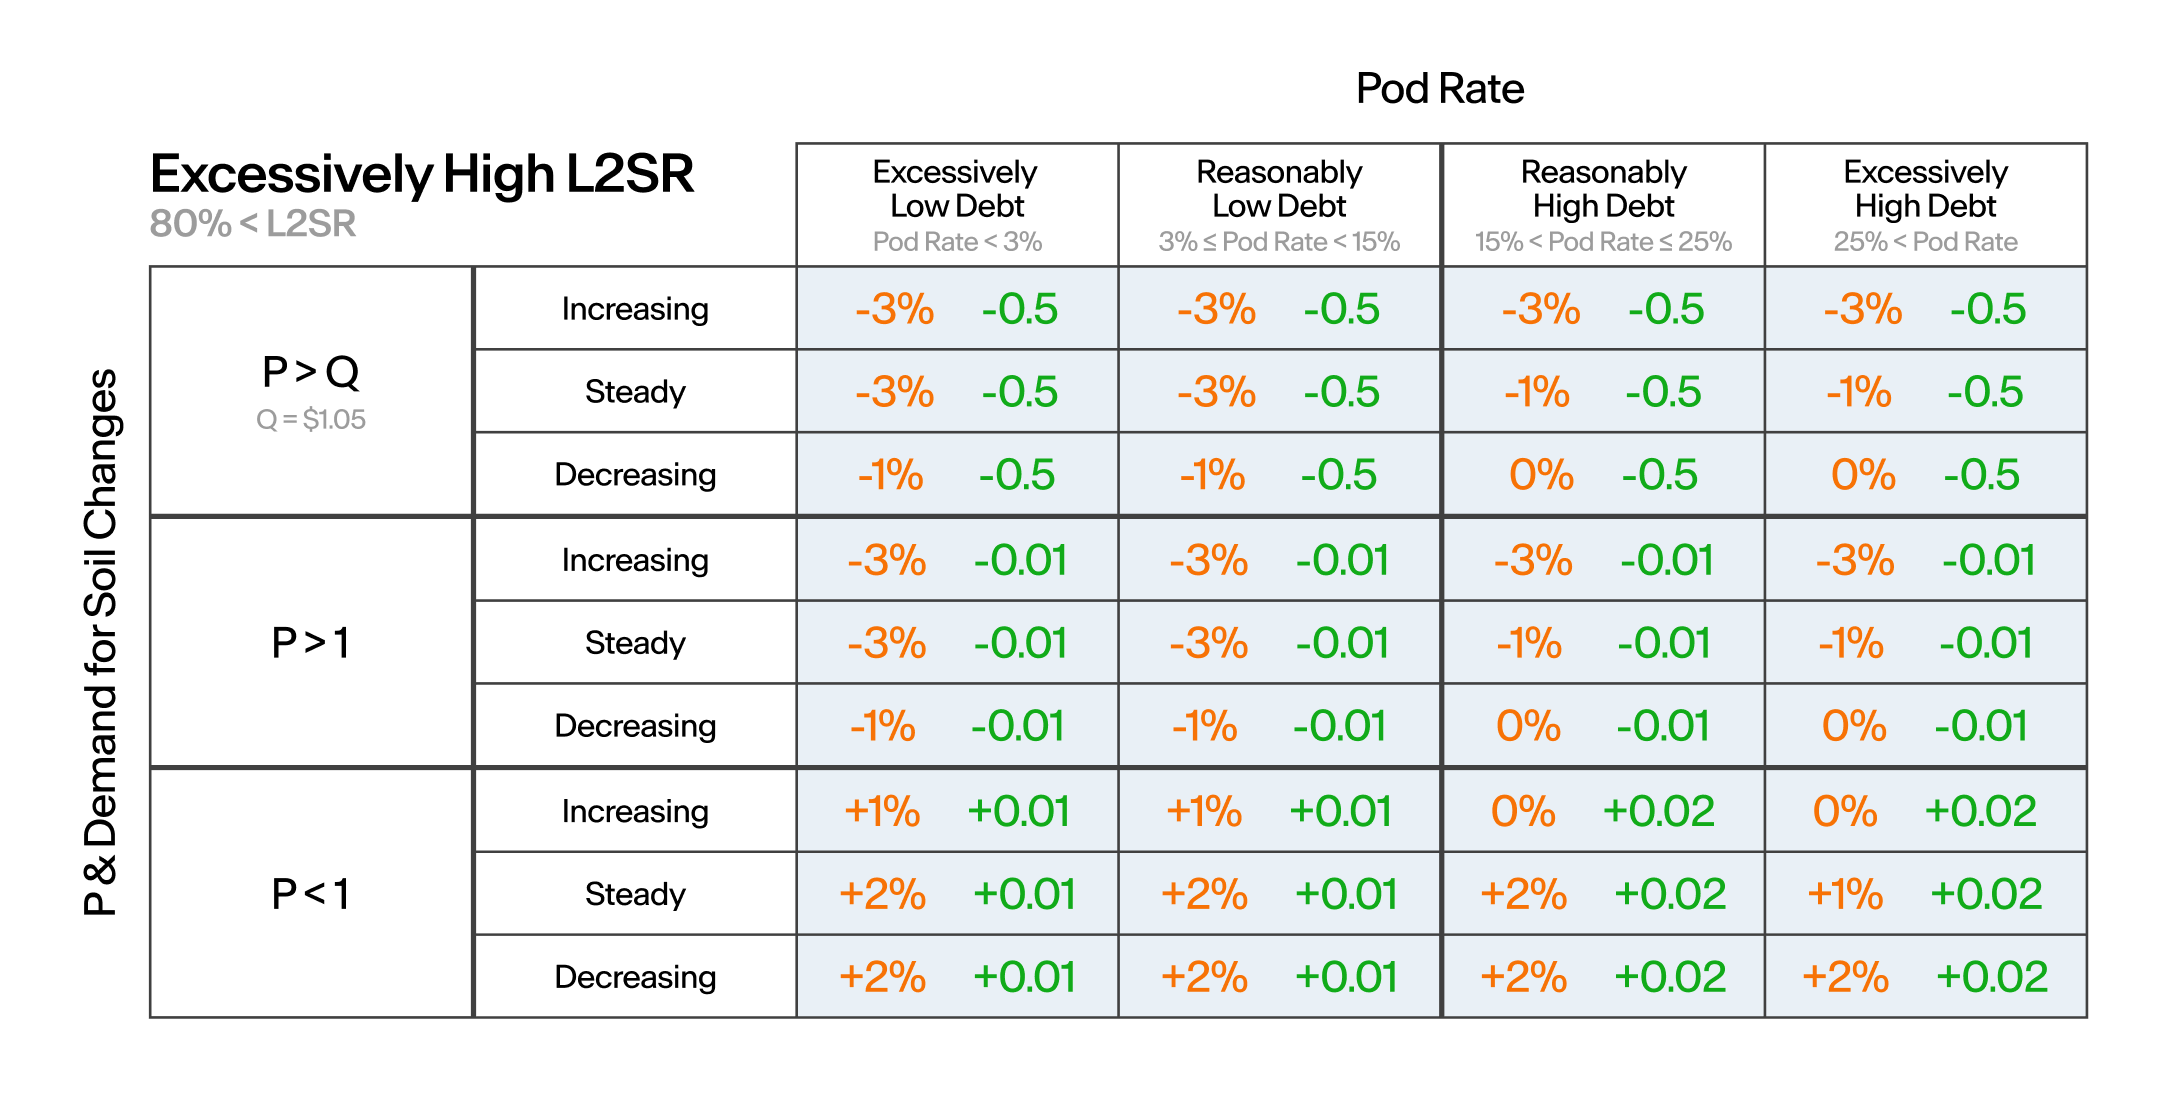 Pod Rate
Excessively High L2SR
80% < L2SR
Excessively
Low Debt
Pod Rate < 3%
Reasonably
Low Debt
3% ≤ Pod Rate < 15%
Reasonably
High Debt
15% < Pod Rate ≤ 25%
Excessively
High Debt
25% < Pod Rate
P & Demand for Soil Changes
P > Q
Q = $1.05
Increasing -3% -0.5 -3% -0.5 -3% -0.5 -3% -0.5
Steady -3% -0.5 -3% -0.5 -1% -0.5 -1% -0.5
Decreasing -1% -0.5 -1% -0.5 0% -0.5 0% -0.5
P > 1
Increasing -3% -0.01 -3% -0.01 -3% -0.01 -3% -0.01
Steady -3% -0.01 -3% -0.01 -1% -0.01 -1% -0.01
Decreasing -1% -0.01 -1% -0.01 0% -0.01 0% -0.01
P < 1
Increasing +1% +0.01 +1% +0.01 0% +0.02 0% +0.02
Steady +2% +0.01 +2% +0.01 +2% +0.02 +1% +0.02
Decreasing +2% +0.01 +2% +0.01 +2% +0.02 +2% +0.02